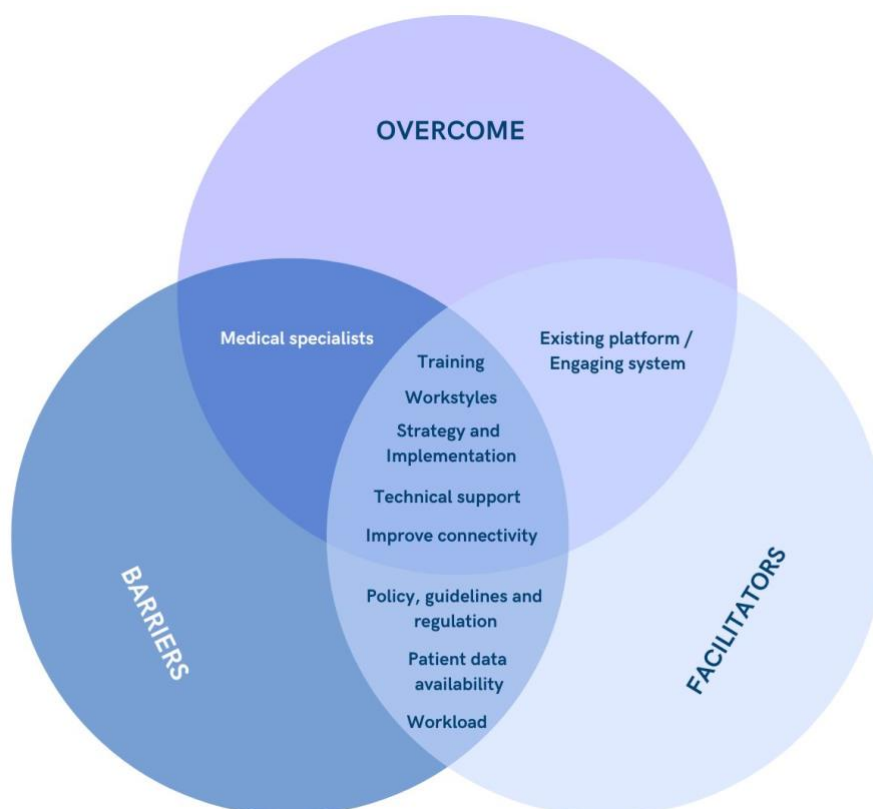 OVERCOME
Medical specialists
Existing platform /
Engaging system
Training
Workstyles
Strategy and
Implementation
Technical support
Improve connectivity
BARRIERS
FACILITATORS
Policy, guidelines and
regulation
Patient data
availability
Workload